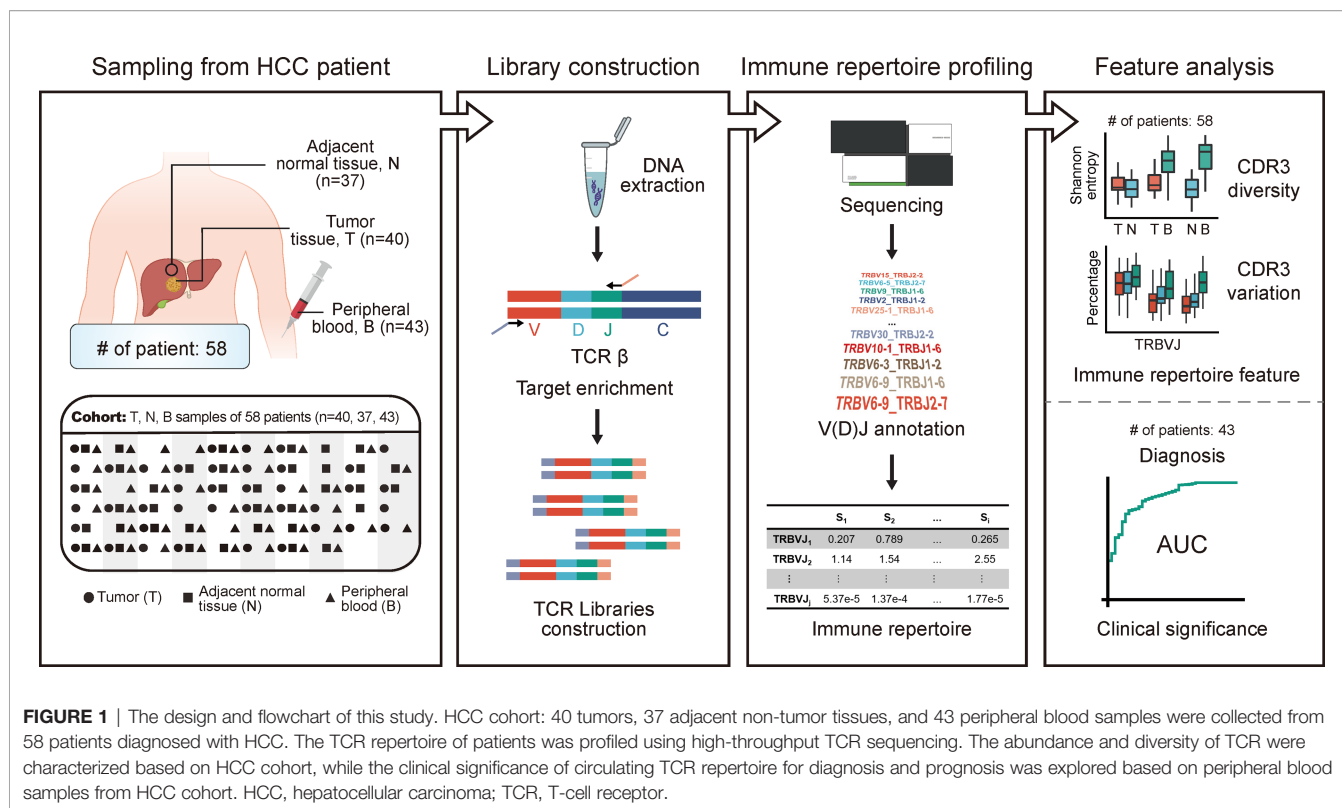 Sampling from HCC patient
Adjacent
normal tissue, N
(n=37)
Tumor
tissue, T (n=40)
Peripheral
blood, B (n=43)
# of patient: 58
Cohort: T, N, B samples of 58 patients (n=40, 37, 43)
Tumor (T)
Adjacent normal
tissue (N)
Peripheral
blood (B)
Library construction
DNA
extraction
V D J C
TCR β
Target enrichment
TCR Libraries
construction
Immune repertoire profiling
Sequencing
TRBV15_TRBJ2-2
TRBV6-5_TRBJ2-7
TRBV9_TRBJ1-6
TRBV2_TRBJ1-2
TRBV25-1_TRBJ1-6
...
TRBV30_TRBJ2-2
TRBV10-1_TRBJ1-6
TRBV6-3_TRBJ1-2
TRBV6-9_TRBJ1-6
TRBV6-9_TRBJ2-7
V(D)J annotation
S1 S2 ... Si
TRBVJ1 0.207 0.789 ... 0.265
TRBVJ2 1.14 1.54 ... 2.55
⋮ ⋮ ⋮ ⋮ ⋮
TRBVJj 5.37e-5 1.37e-4 ... 1.77e-5
Immune repertoire
Feature analysis
# of patients: 58
Shannon
entropy
T N T B N B
CDR3
diversity
Percentage
TRBVJ
CDR3
variation
Immune repertoire feature
# of patients: 43
Diagnosis
AUC
Clinical significance
FIGURE 1 | The design and flowchart of this study. HCC cohort: 40 tumors, 37 adjacent non-tumor tissues, and 43 peripheral blood samples were collected from
58 patients diagnosed with HCC. The TCR repertoire of patients was profiled using high-throughput TCR sequencing. The abundance and diversity of TCR were
characterized based on HCC cohort, while the clinical significance of circulating TCR repertoire for diagnosis and prognosis was explored based on peripheral blood
samples from HCC cohort. HCC, hepatocellular carcinoma; TCR, T-cell receptor.